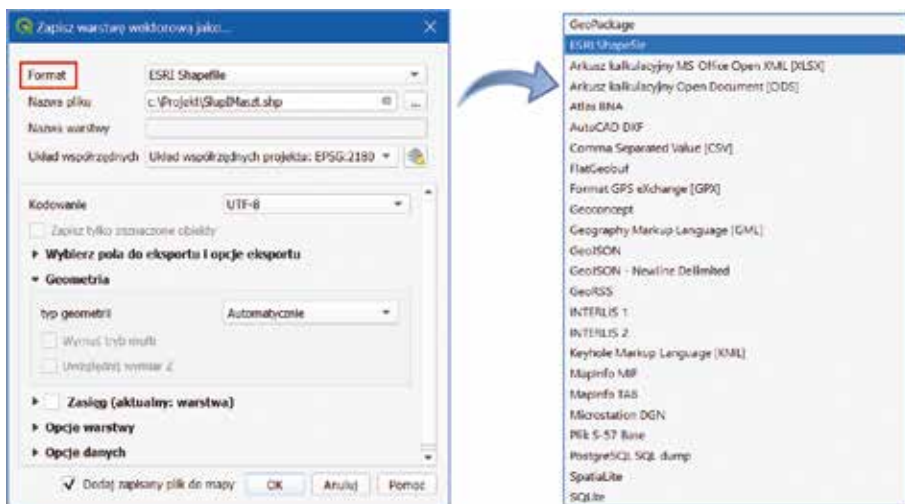 Zapisz warstwę wektorową jako...
Format
ESRI Shapefile
Nazwa pliku
c:\Projekt\SlupIMaszt.shp
...
Nazwa warstwy
Układ współrzędnych
Układ współrzędnych projektu: EPSG:2180
Kodowanie
UTF-8
Zapisz tylko zaznaczone obiekty
Wybierz pola do eksportu i opcje eksportu
Geometria
typ geometrii
Automatycznie
Wymuś tryb multi
Uwzględnij wymiar Z
Zasięg (aktualny: warstwa)
Opcje warstwy
Opcje danych
Dodaj zapisany plik do mapy
OK
Anuluj
Pomoc
GeoPackage
ESRI Shapefile
Arkusz kalkulacyjny MS Office Open XML [XLSX]
Arkusz kalkulacyjny Open Document [ODS]
Atlas BNA
AutoCAD DXF
Comma Separated Value [CSV]
FlatGeobuf
Format GPS eXchange [GPX]
Geoconcept
Geography Markup Language [GML]
GeoJSON
GeoJSON - Newline Delimited
GeoRSS
INTERLIS 1
INTERLIS 2
Keyhole Markup Language [KML]
Mapinfo MIF
Mapinfo TAB
Microstation DGN
Plik S-57 Base
PostgreSQL SQL dump
SpatiaLite
SQLite